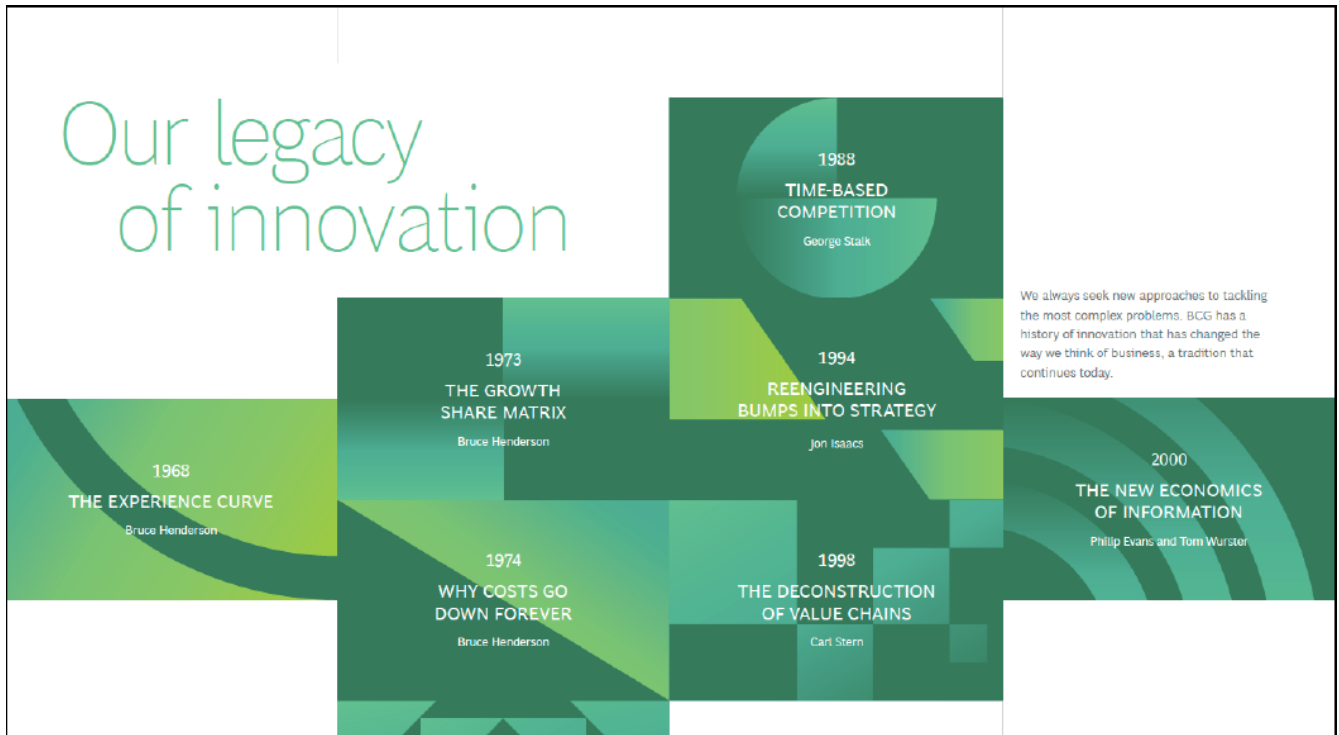 Our legacy
of innovation
1988
TIME-BASED
COMPETITION
George Stalk
We always seek new approaches to tackling
the most complex problems. BCG has a
history of innovation that has changed the
way we think of business, a tradition that
continues today.
1973
THE GROWTH
SHARE MATRIX
Bruce Henderson
1994
REENGINEERING
BUMPS INTO STRATEGY
Jon Isaacs
1968
THE EXPERIENCE CURVE
Bruce Henderson
2000
THE NEW ECONOMICS
OF INFORMATION
Philip Evans and Tom Wurster
1974
WHY COSTS GO
DOWN FOREVER
Bruce Henderson
1998
THE DECONSTRUCTION
OF VALUE CHAINS
Carl Stern